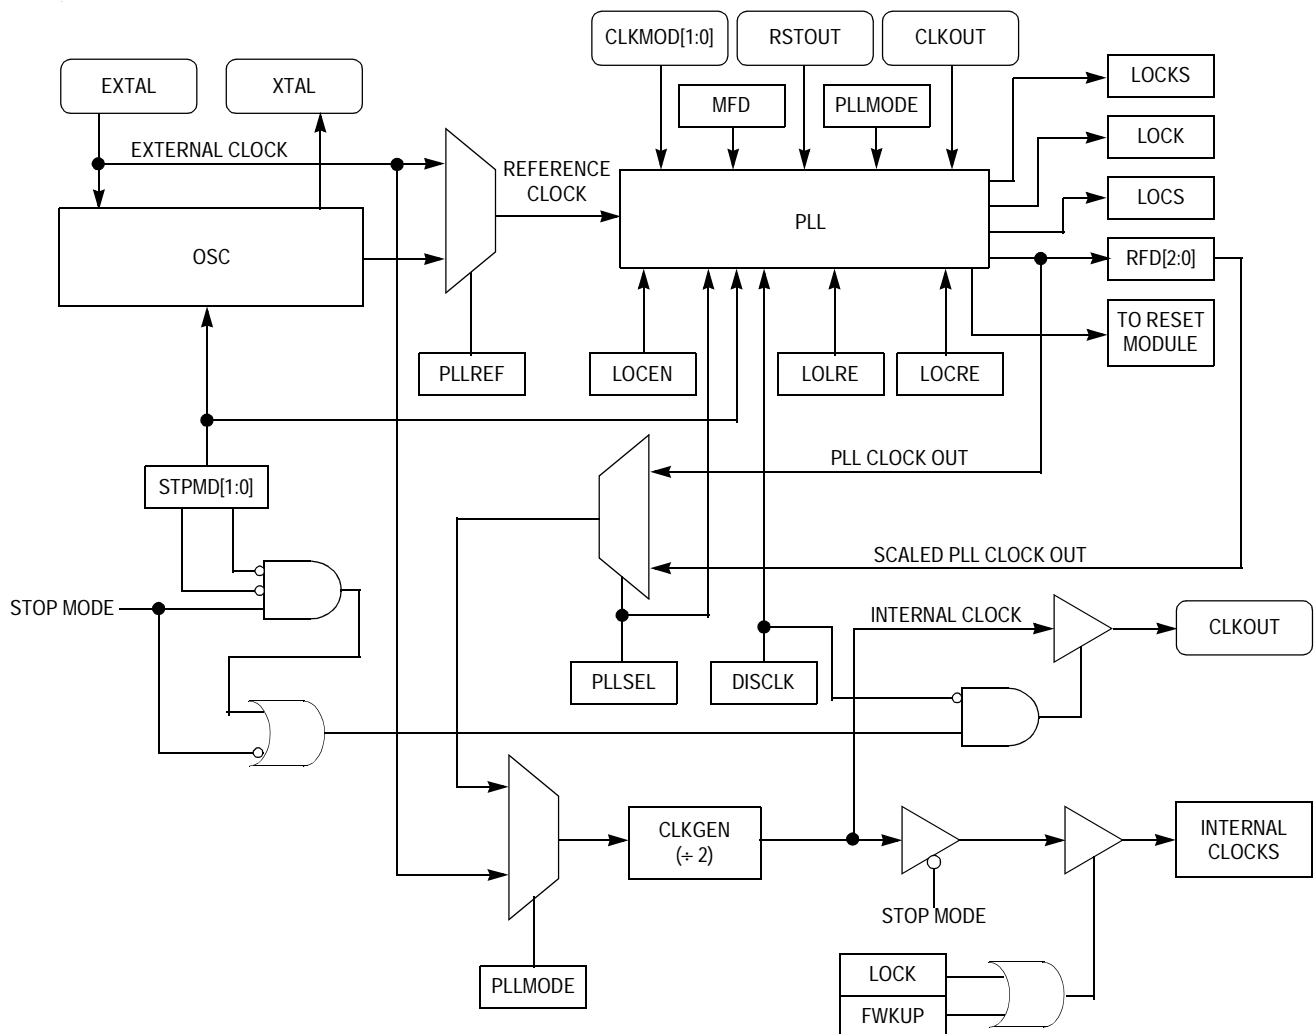 CLKMOD[1:0]
RSTOUT
CLKOUT
EXTAL
XTAL
MFD
PLLMODE
LOCKS
LOCK
LOCS
EXTERNAL CLOCK
REFERENCE
CLOCK
PLL
OSC
RFD[2:0]
TO RESET
MODULE
PLLREF
LOCEN
LOLRE
LOCRE
PLL CLOCK OUT
STPMD[1:0]
SCALED PLL CLOCK OUT
STOP MODE
INTERNAL CLOCK
CLKOUT
PLLSEL
DISCLK
CLKGEN
(÷ 2)
INTERNAL
CLOCKS
STOP MODE
PLLMODE
LOCK
FWKUP